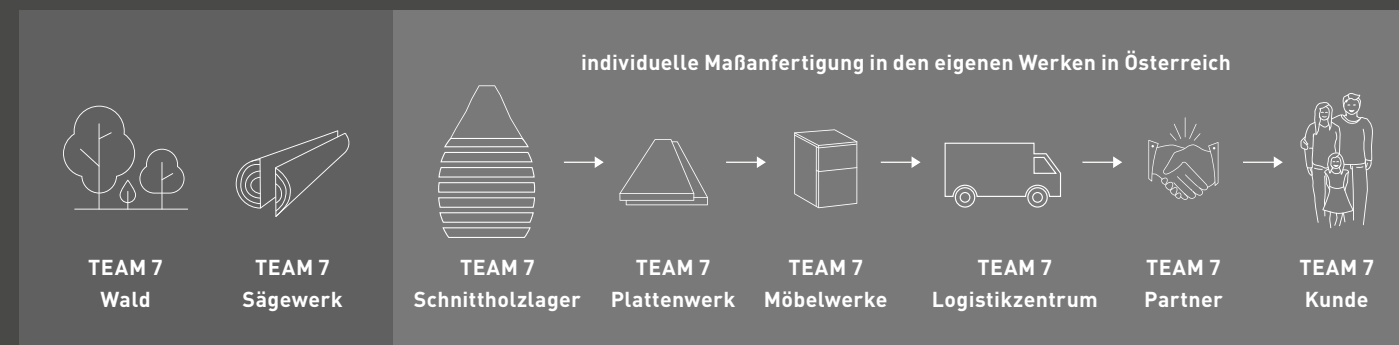 individuelle Maßanfertigung in den eigenen Werken in Österreich
TEAM 7
Wald
TEAM 7
Sägewerk
TEAM 7
Schnittholzlager
TEAM 7
Plattenwerk
TEAM 7
Möbelwerke
TEAM 7
Logistikzentrum
TEAM 7
Partner
TEAM 7
Kunde